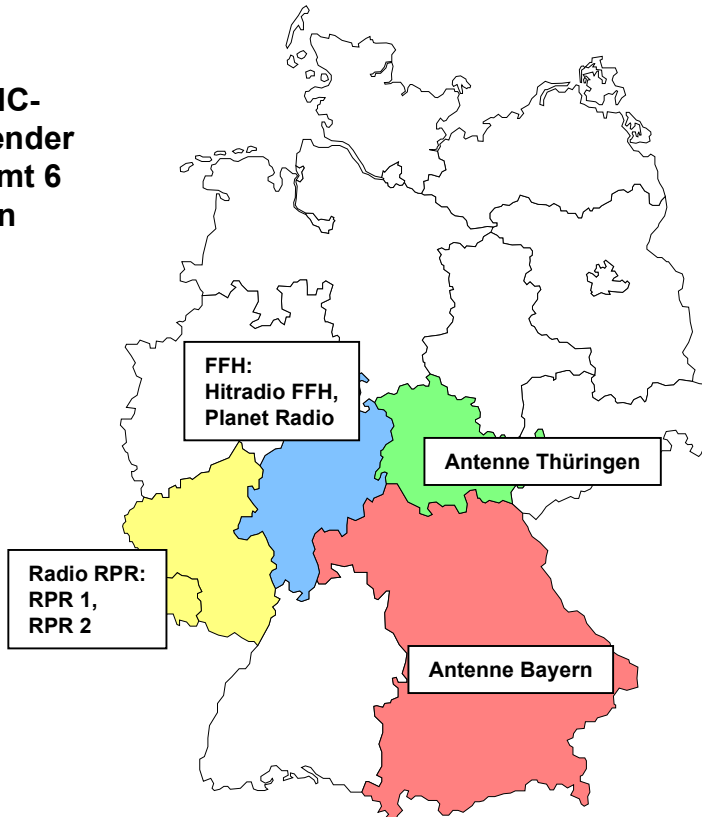 IC-
ender
mt 6
n
FFH:
Hitradio FFH,
Planet Radio
Antenne Thüringen
Radio RPR:
RPR 1,
RPR 2
Antenne Bayern